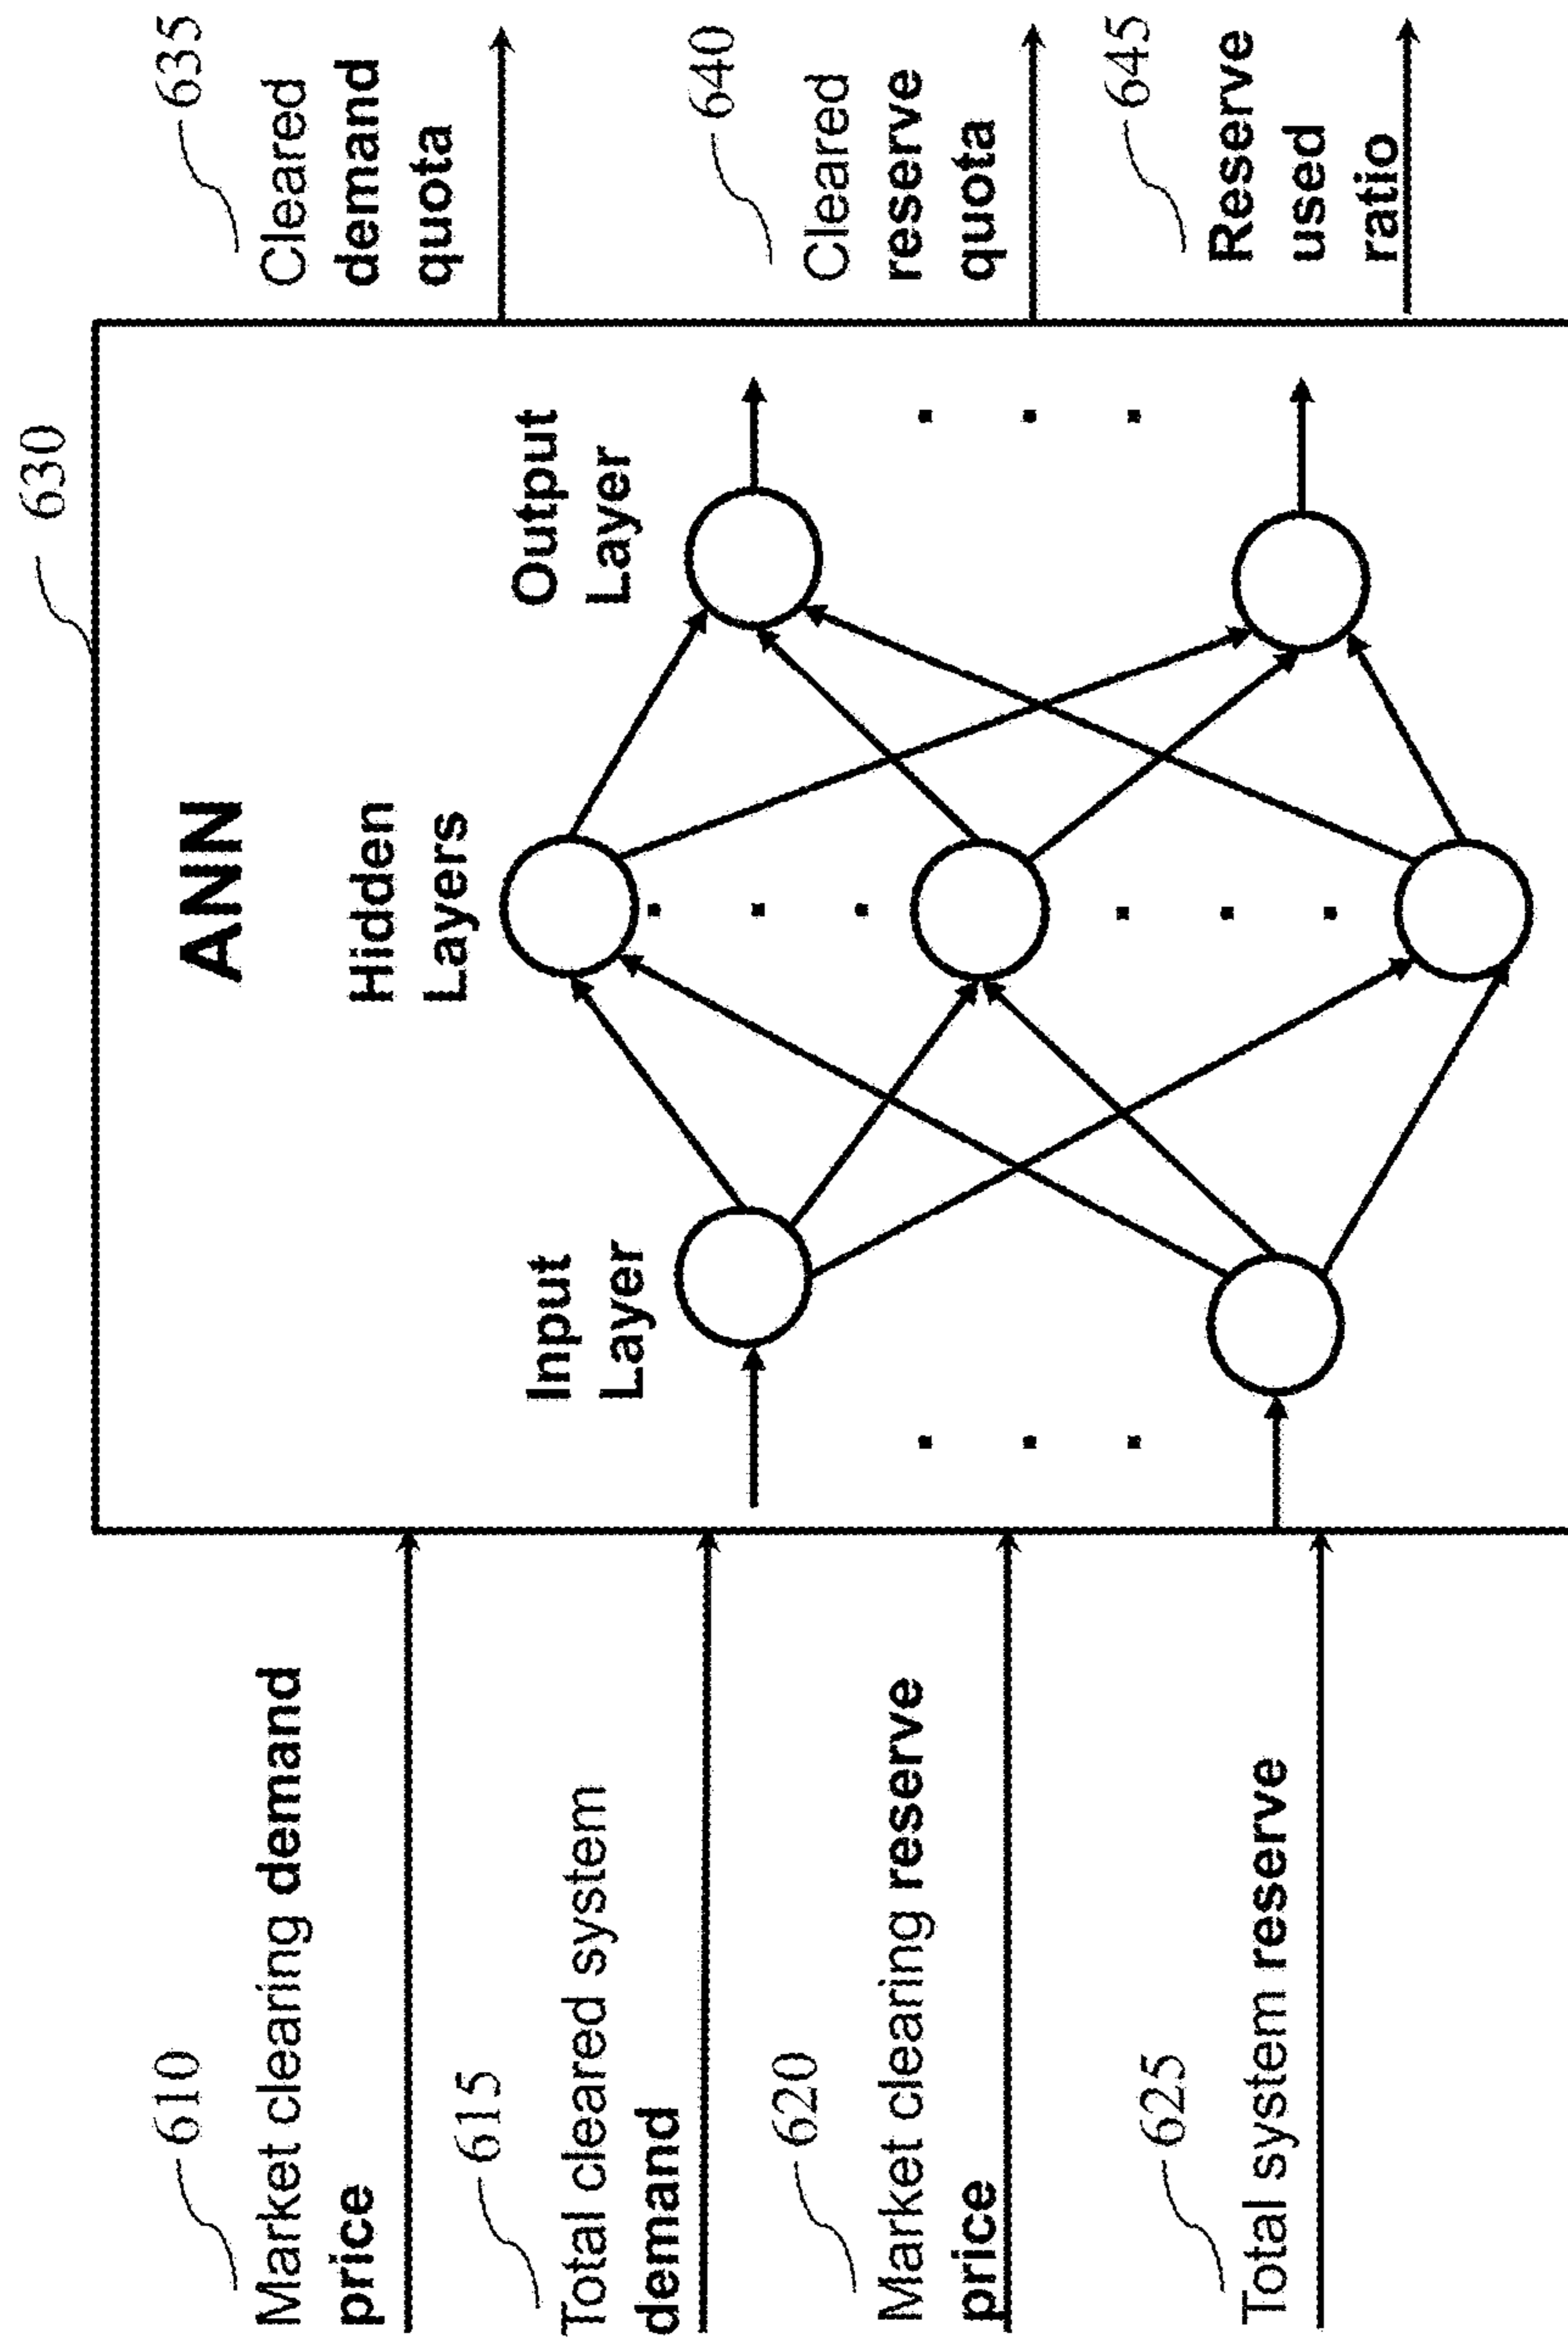 630
ANN
610
Market clearing demand
price
615
Total cleared system
demand
620
Market clearing reserve
price
625
Total system reserve
Input
Layer
Hidden
Layers
Output
Layer
635
Cleared
demand
quota
640
Cleared
reserve
quota
645
Reserve
used
ratio